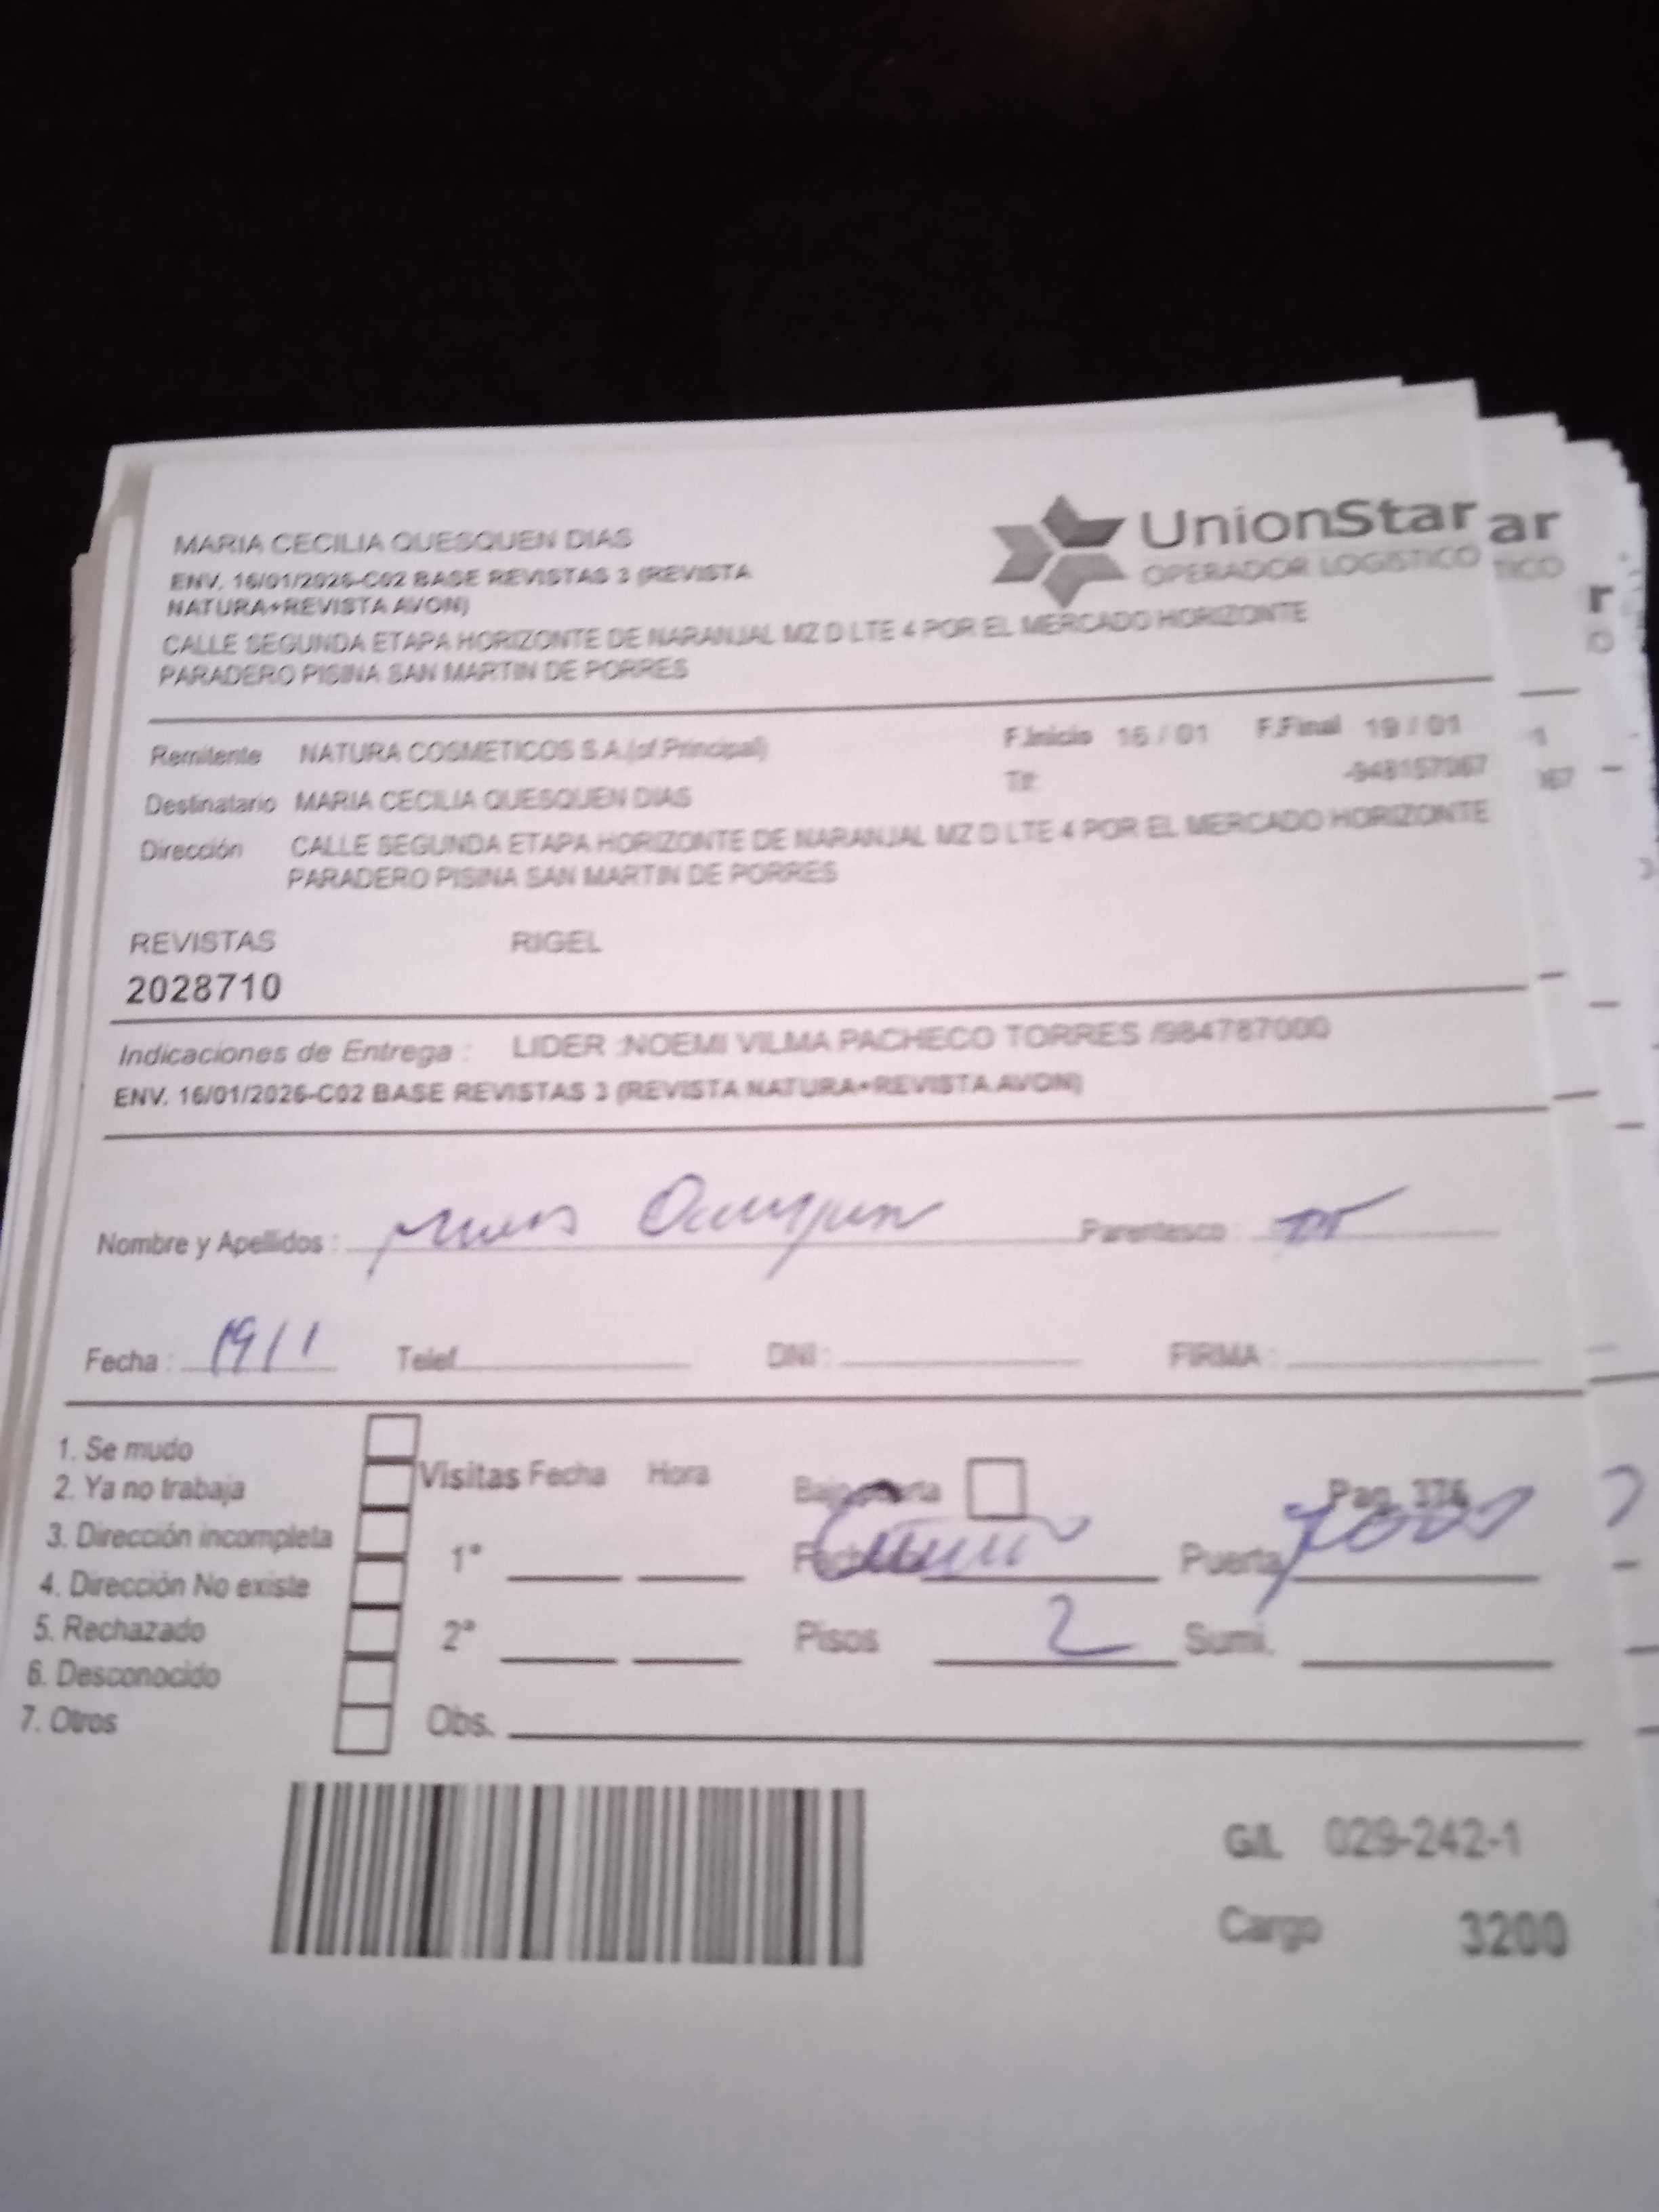 MARIA CECILIA QUESQUEN DIAS
UnionStar ar
ENV. 16/01/2026-C02 BASE REVISTAS 3 (REVISTA
OPERADOR LOGISTICO TICO
NATURA+REVISTA AVON)
r
CALLE SEGUNDA ETAPA HORIZONTE DE NARANJAL MZ D LTE 4 POR EL MERCADO HORIZONTE
O
PARADERO PISINA SAN MARTIN DE PORRES
Remitente NATURA COSMETICOS S.A.(of.Principal) F.Inicio 16 / 01 F.Final 19 / 01
Destinatario MARIA CECILIA QUESQUEN DIAS -948157067
Dirección CALLE SEGUNDA ETAPA HORIZONTE DE NARANJAL MZ D LTE 4 POR EL MERCADO HORIZONTE
PARADERO PISINA SAN MARTIN DE PORRES
REVISTAS RIGEL
2028710
Indicaciones de Entrega : LIDER :NOEMI VILMA PACHECO TORRES /984787000
ENV. 16/01/2026-C02 BASE REVISTAS 3 (REVISTA NATURA+REVISTA AVON)
Nombre y Apellidos : Parentesco :
Fecha : 19/1 Telef. DNI : FIRMA :
1. Se mudo
2. Ya no trabaja
3. Dirección incompleta
4. Dirección No existe
5. Rechazado
6. Desconocido
7. Otros
Visitas Fecha Hora
1°
2°
Obs.
Pag. 376
Puerta
Pisos 2 Sumi.
G/L 029-242-1
Cargo 3200